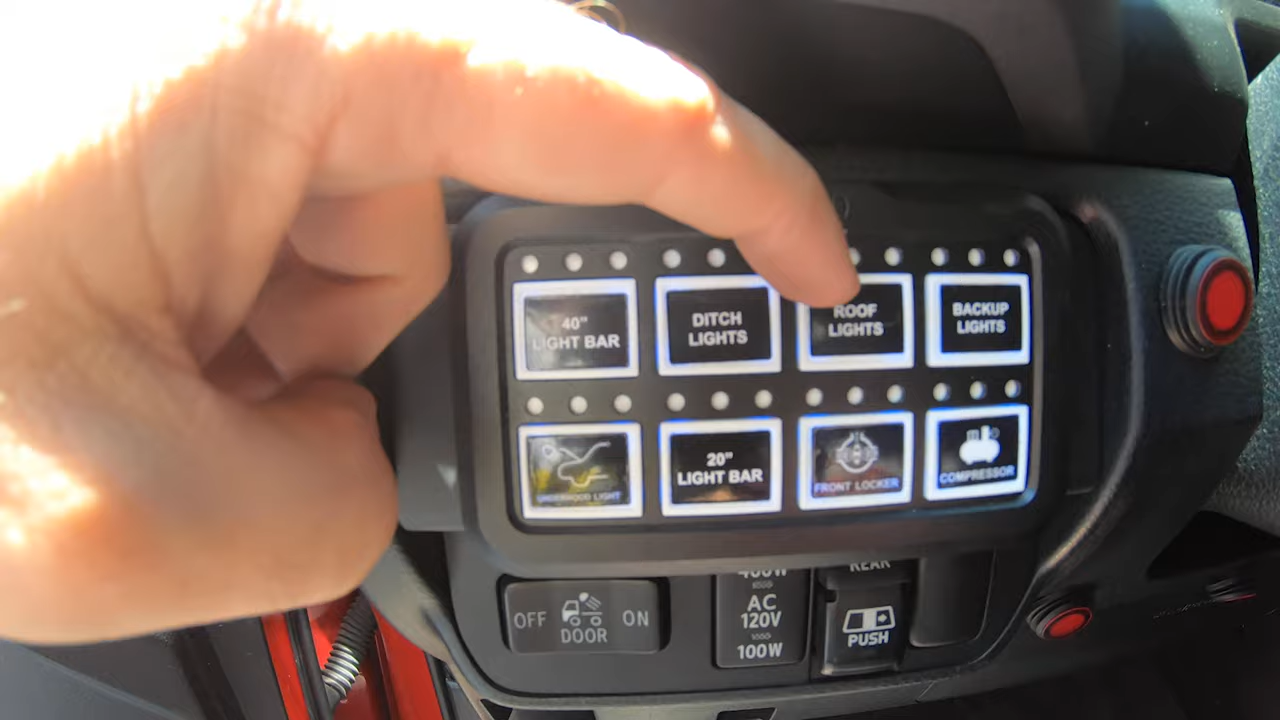 40"
LIGHT BAR
DITCH
LIGHTS
ROOF
LIGHTS
BACKUP
LIGHTS
UNDERHOOD LIGHT
20"
LIGHT BAR
FRONT LOCKER
COMPRESSOR
OFF
DOOR
ON
400W
AC
120V
100W
REAR
PUSH